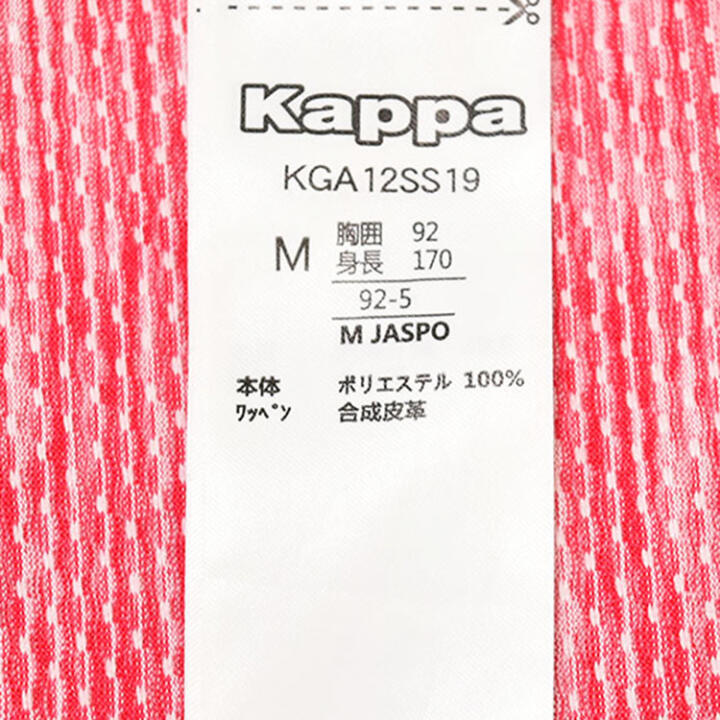 Kappa
KGA12SS19
M
胸囲 92
身長 170
92-5
M JASPO
本体 ポリエステル 100%
ﾜｯﾍﾟﾝ 合成皮革